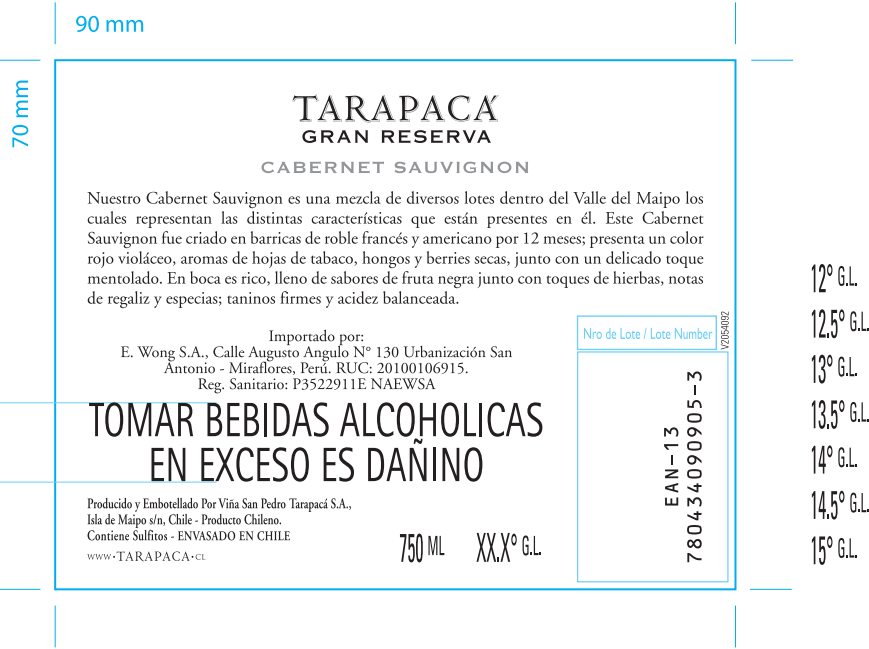 90 mm
70 mm
TARAPACÁ
GRAN RESERVA
CABERNET SAUVIGNON
Nuestro Cabernet Sauvignon es una mezcla de diversos lotes dentro del Valle del Maipo los
cuales representan las distintas características que están presentes en él. Este Cabernet
Sauvignon fue criado en barricas de roble francés y americano por 12 meses; presenta un color
rojo violáceo, aromas de hojas de tabaco, hongos y berries secas, junto con un delicado toque
mentolado. En boca es rico, lleno de sabores de fruta negra junto con toques de hierbas, notas
de regaliz y especias; taninos firmes y acidez balanceada.
Importado por:
E. Wong S.A., Calle Augusto Angulo N° 130 Urbanización San
Antonio - Miraflores, Perú. RUC: 20100106915.
Reg. Sanitario: P3522911E NAEWSA
TOMAR BEBIDAS ALCOHOLICAS
EN EXCESO ES DAÑINO
Producido y Embotellado Por Viña San Pedro Tarapacá S.A.,
Isla de Maipo s/n, Chile - Producto Chileno.
Contiene Sulfitos - ENVASADO EN CHILE
WWW•TARAPACA•CL
750 ML
XX.X° G.L.
Nro de Lote / Lote Number
V2054092
EAN-13
7804340909053-3
12° G.L.
12.5° G.L.
13° G.L.
13.5° G.L.
14° G.L.
14.5° G.L.
15° G.L.